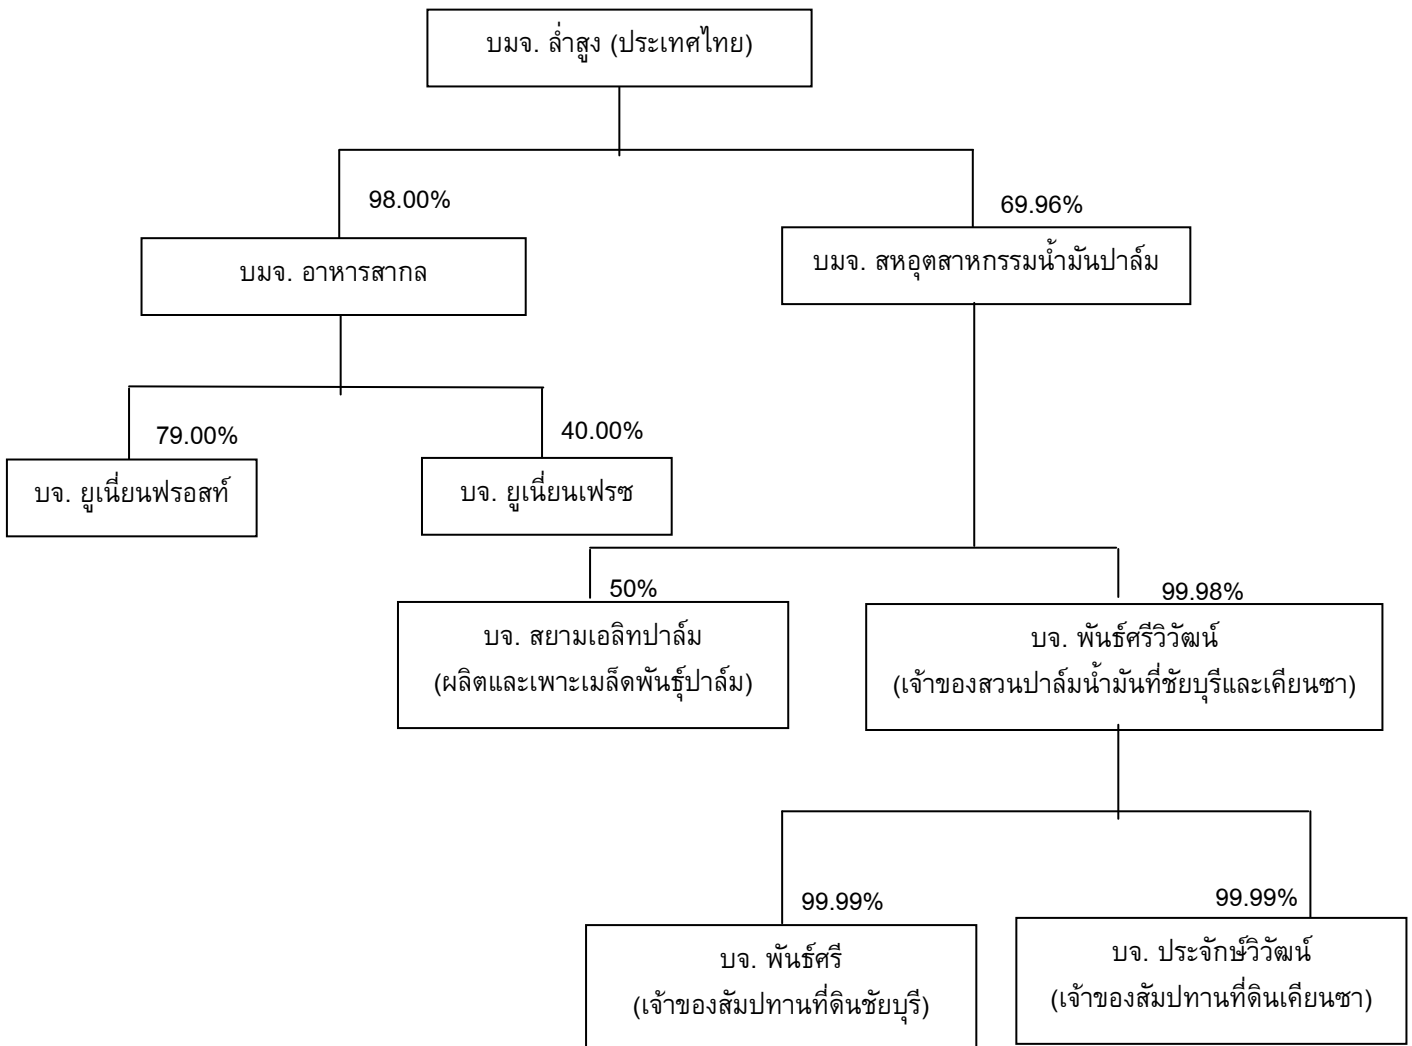 บมจ. ล่ำสูง (ประเทศไทย)
98.00%
69.96%
บมจ. อาหารสากล
บมจ. สหอุตสาหกรรมน้ำมันปาล์ม
79.00%
40.00%
บจ. ยูเนี่ยนฟรอสท์
บจ. ยูเนี่ยนเฟรซ
50%
99.98%
บจ. สยามเอลิทปาล์ม
(ผลิตและเพาะเมล็ดพันธุ์ปาล์ม)
บจ. พันธ์ศรีวิวัฒน์
(เจ้าของสวนปาล์มน้ำมันที่ชัยบุรีและเคียนซา)
99.99%
99.99%
บจ. พันธ์ศรี
(เจ้าของสัมปทานที่ดินชัยบุรี)
บจ. ประจักษ์วิวัฒน์
(เจ้าของสัมปทานที่ดินเคียนซา)